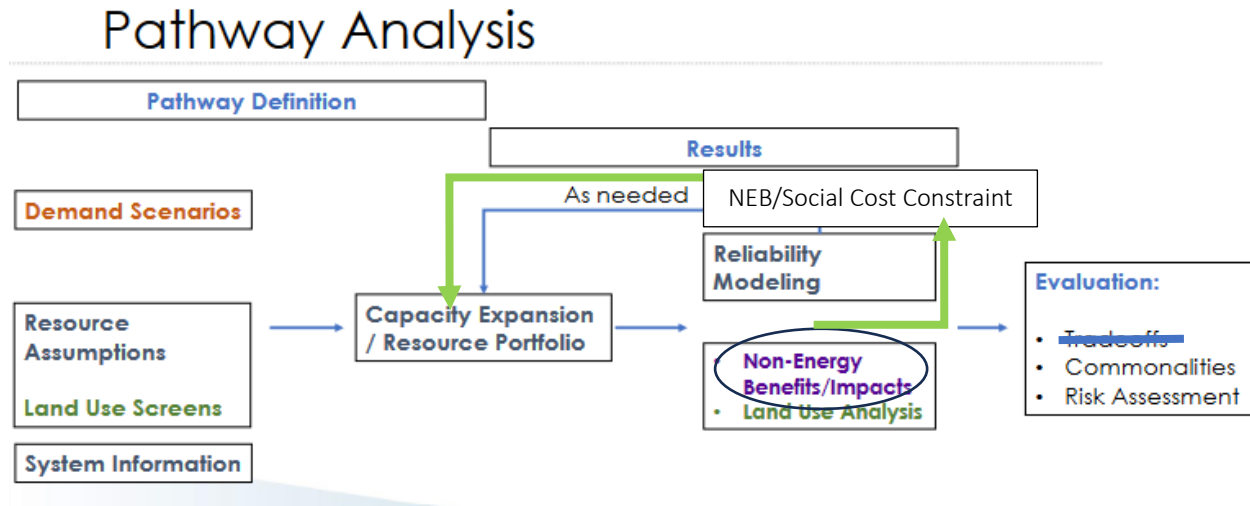 Pathway Analysis
Pathway Definition
Results
Demand Scenarios
As needed
NEB/Social Cost Constraint
Reliability
Modeling
Resource
Assumptions
Land Use Screens
Capacity Expansion
/ Resource Portfolio
• Non-Energy
Benefits/Impacts
• Land Use Analysis
Evaluation:
• Tradeoffs
• Commonalities
• Risk Assessment
System Information